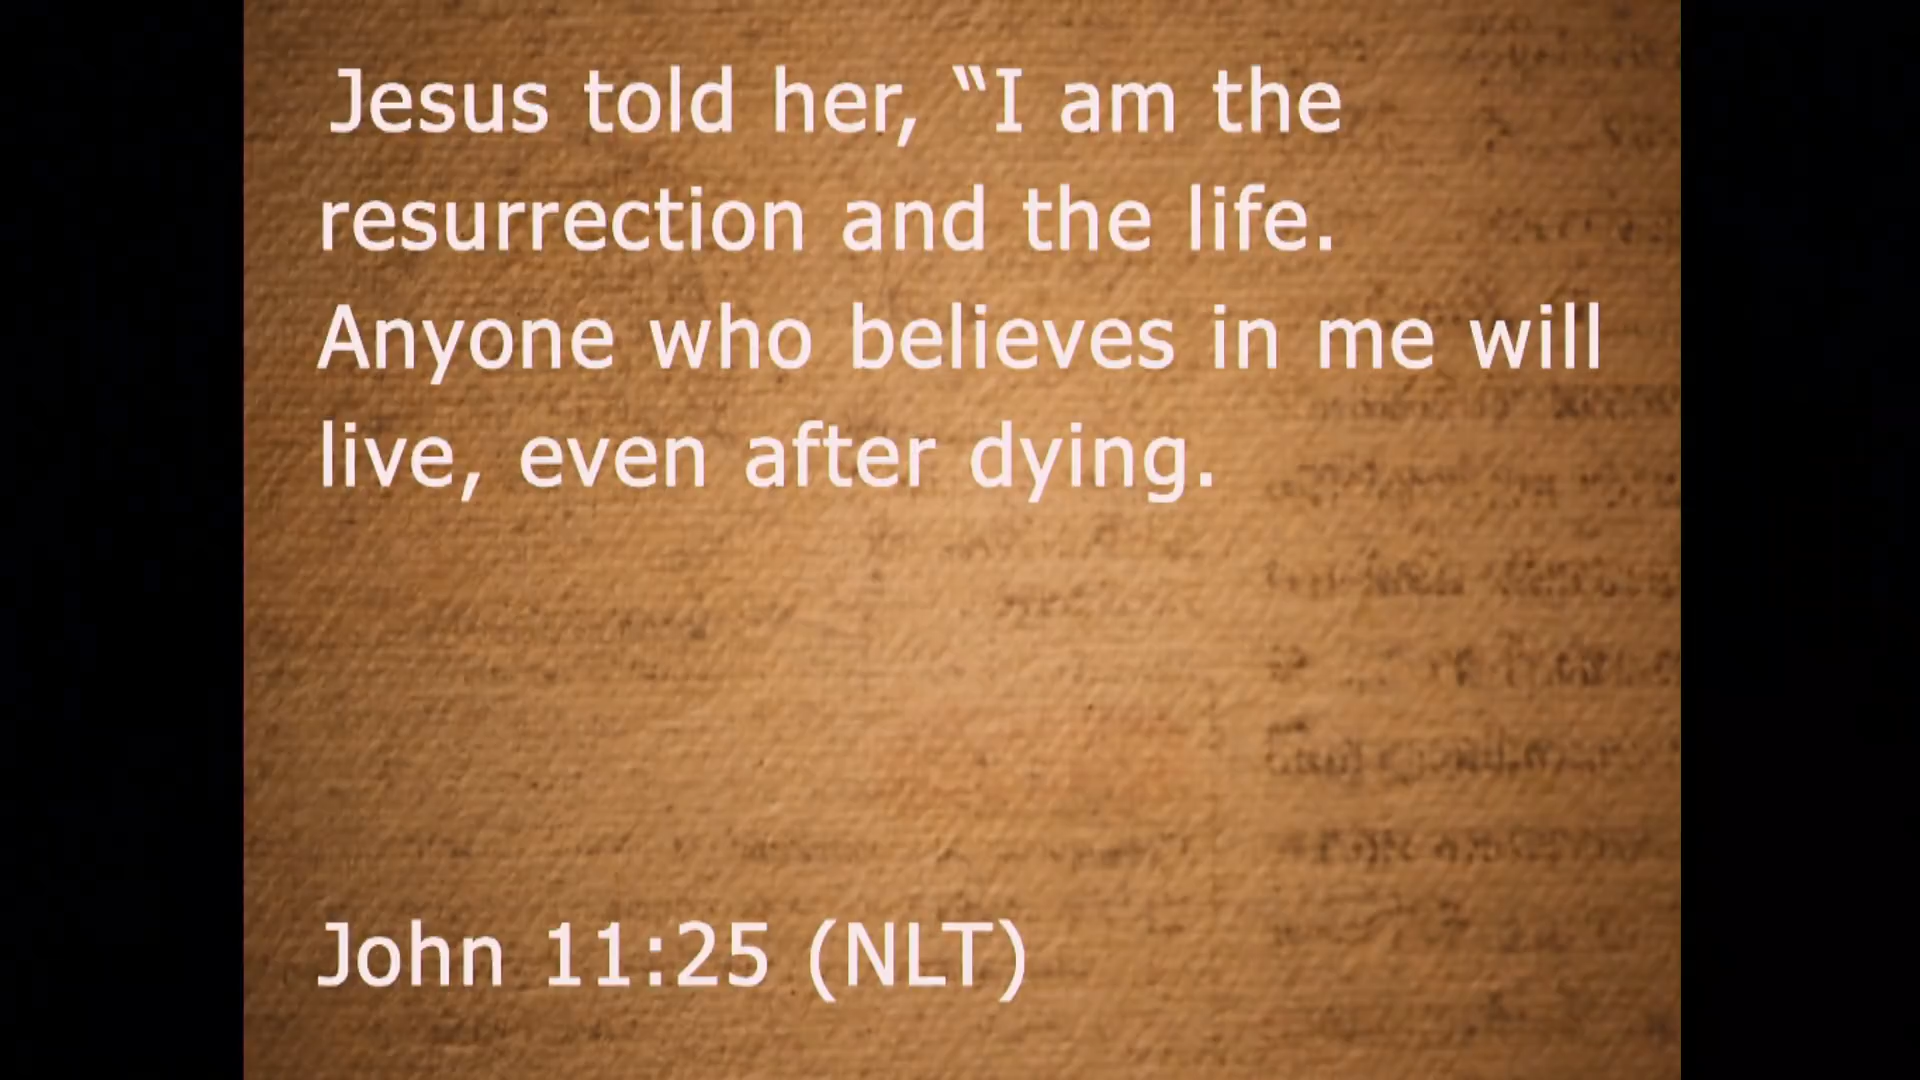 Jesus told her, “I am the
resurrection and the life.
Anyone who believes in me will
live, even after dying.
John 11:25 (NLT)